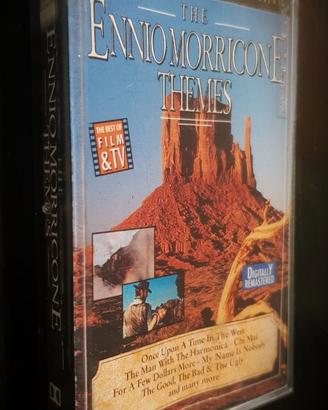 THE
ENNIO MORRICONE
THEMES
THE BEST OF
FILM
&TV
DIGITALLY
REMASTERED
Once Upon A Time In The West
The Man With The Harmonica - Chi Mai
For A Few Dollars More - My Name Is Nobody
The Good, The Bad & The Ugly
and many more
THE
ENNIO MORRICONE
THEMES